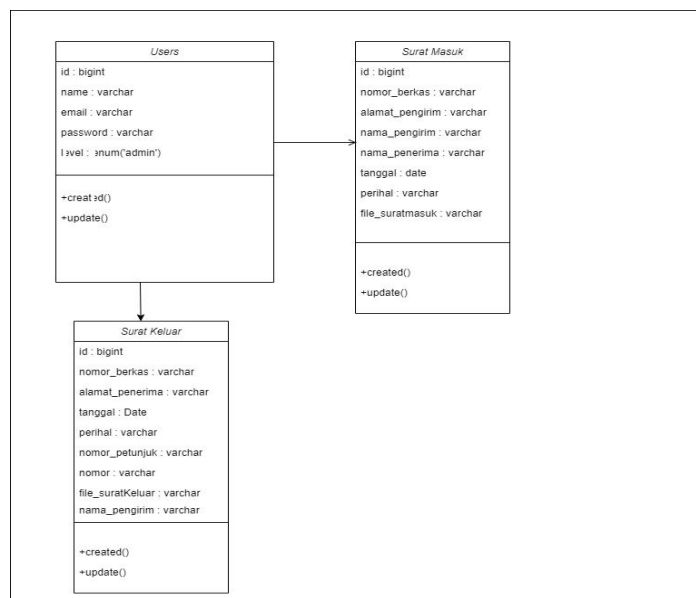 Users
id : bigint
name : varchar
email : varchar
password : varchar
level : enum('admin')
+created()
+update()
Surat Masuk
id : bigint
nomor_berkas : varchar
alamat_pengirim : varchar
nama_pengirim : varchar
nama_penerima : varchar
tanggal : date
perihal : varchar
file_suratmasuk : varchar
+created()
+update()
Surat Keluar
id : bigint
nomor_berkas : varchar
alamat_penerima : varchar
tanggal : Date
perihal : varchar
nomor_petunjuk : varchar
nomor : varchar
file_suratKeluar : varchar
nama_pengirim : varchar
+created()
+update()